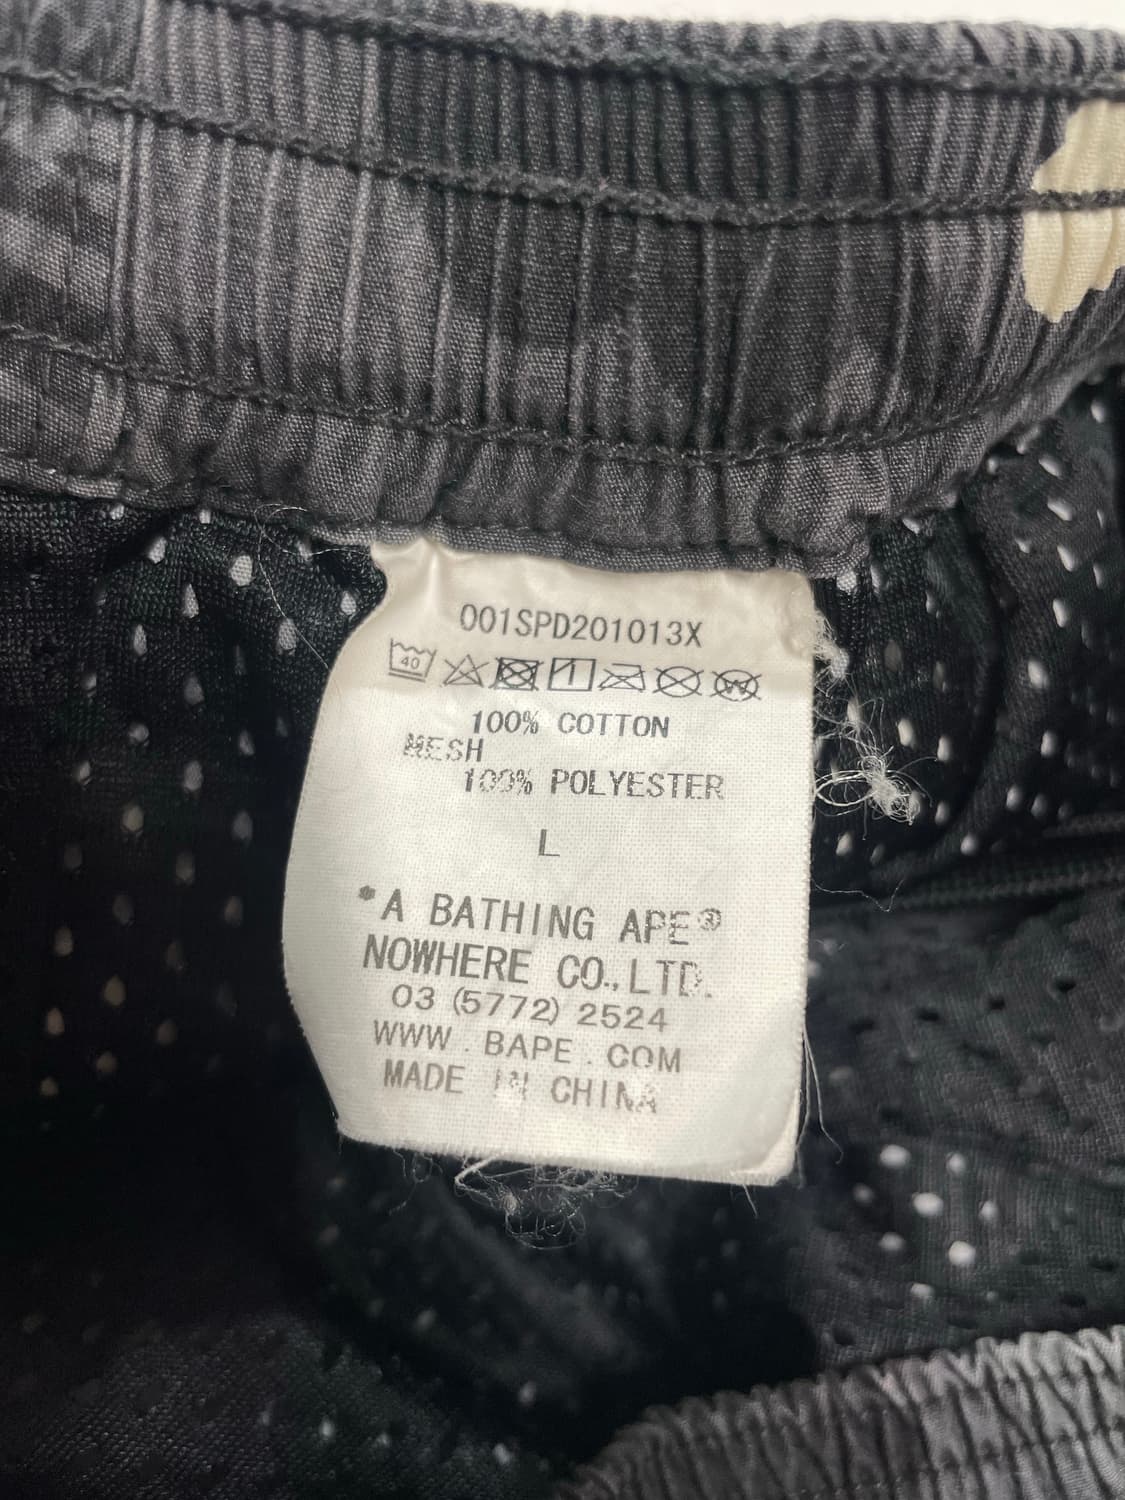 001SPD201013X
40
100% COTTON
MESH
100% POLYESTER
L
*A BATHING APE®
NOWHERE CO.,LTD.
03 (5772) 2524
WWW . BAPE . COM
MADE IN CHINA